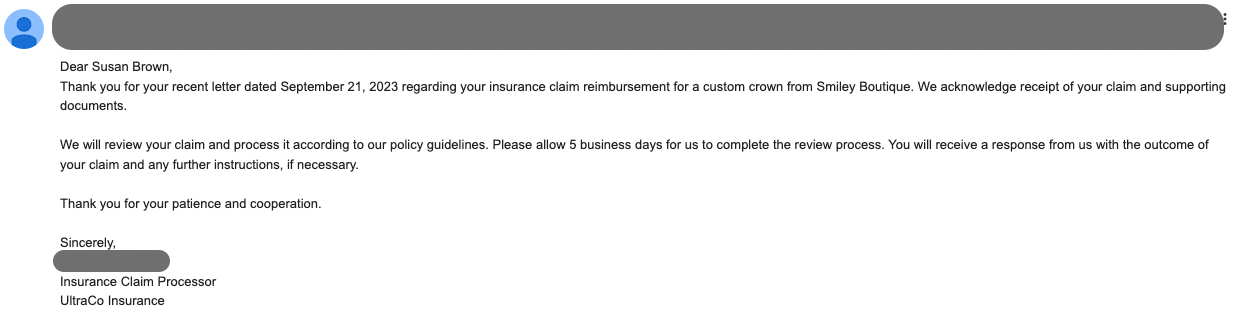 Dear Susan Brown,
Thank you for your recent letter dated September 21, 2023 regarding your insurance claim reimbursement for a custom crown from Smiley Boutique. We acknowledge receipt of your claim and supporting
documents.
We will review your claim and process it according to our policy guidelines. Please allow 5 business days for us to complete the review process. You will receive a response from us with the outcome of
your claim and any further instructions, if necessary.
Thank you for your patience and cooperation.
Sincerely,
Insurance Claim Processor
UltraCo Insurance